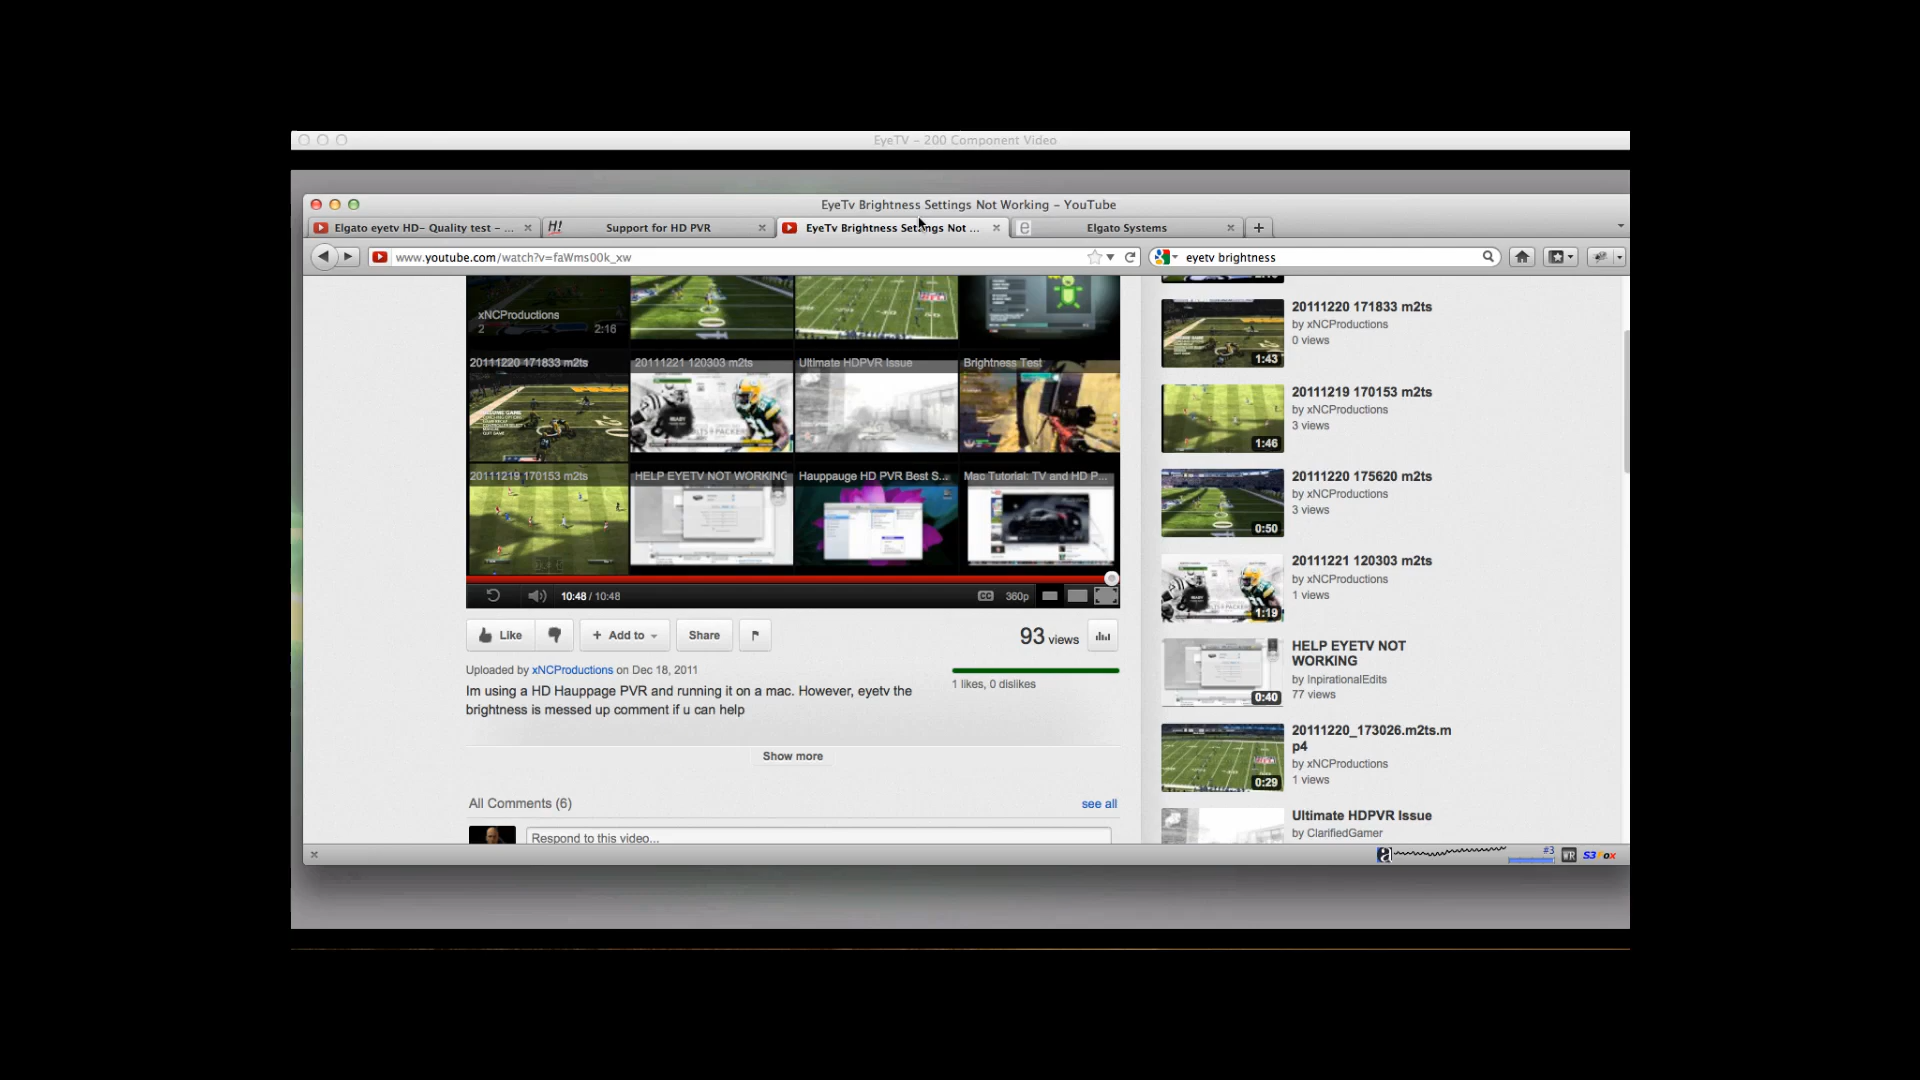 EyeTV - 200 Component Video
EyeTv Brightness Settings Not Working - YouTube
Elgato eyetv HD- Quality test - ...
H!
Support for HD PVR
EyeTv Brightness Settings Not ...
Elgato Systems
www.youtube.com/watch?v=faWms00k_xw
eyetv brightness
xNCProductions
2
2:16
20111220 171833 m2ts
20111221 120303 m2ts
Ultimate HDPVR Issue
Brightness Test
20111219 170153 m2ts
HELP EYETV NOT WORKING
Hauppauge HD PVR Best S...
Mac Tutorial: TV and HD P...
10:48 / 10:48
CC
360p
Like
+ Add to
Share
93 views
Uploaded by xNCProductions on Dec 18, 2011
Im using a HD Hauppage PVR and running it on a mac. However, eyetv the
brightness is messed up comment if u can help
1 likes, 0 dislikes
Show more
All Comments (6)
see all
Respond to this video...
20111220 171833 m2ts
by xNCProductions
0 views
1:43
20111219 170153 m2ts
by xNCProductions
3 views
1:46
20111220 175620 m2ts
by xNCProductions
3 views
0:50
20111221 120303 m2ts
by xNCProductions
1 views
1:19
HELP EYETV NOT
WORKING
by InpirationalEdits
77 views
0:40
20111220_173026.m2ts.m
p4
by xNCProductions
1 views
0:29
Ultimate HDPVR Issue
by ClarifiedGamer
#3
S3Fox